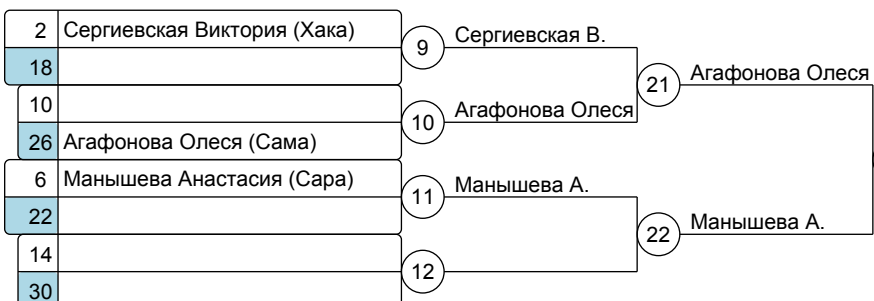 2 Сергиевская Виктория (Хака)
9 Сергиевская В.
18
21 Агафонова Олеся
10
10 Агафонова Олеся
26 Агафонова Олеся (Сама)
6 Манышева Анастасия (Сара)
11 Манышева А.
22
22 Манышева А.
14
12
30